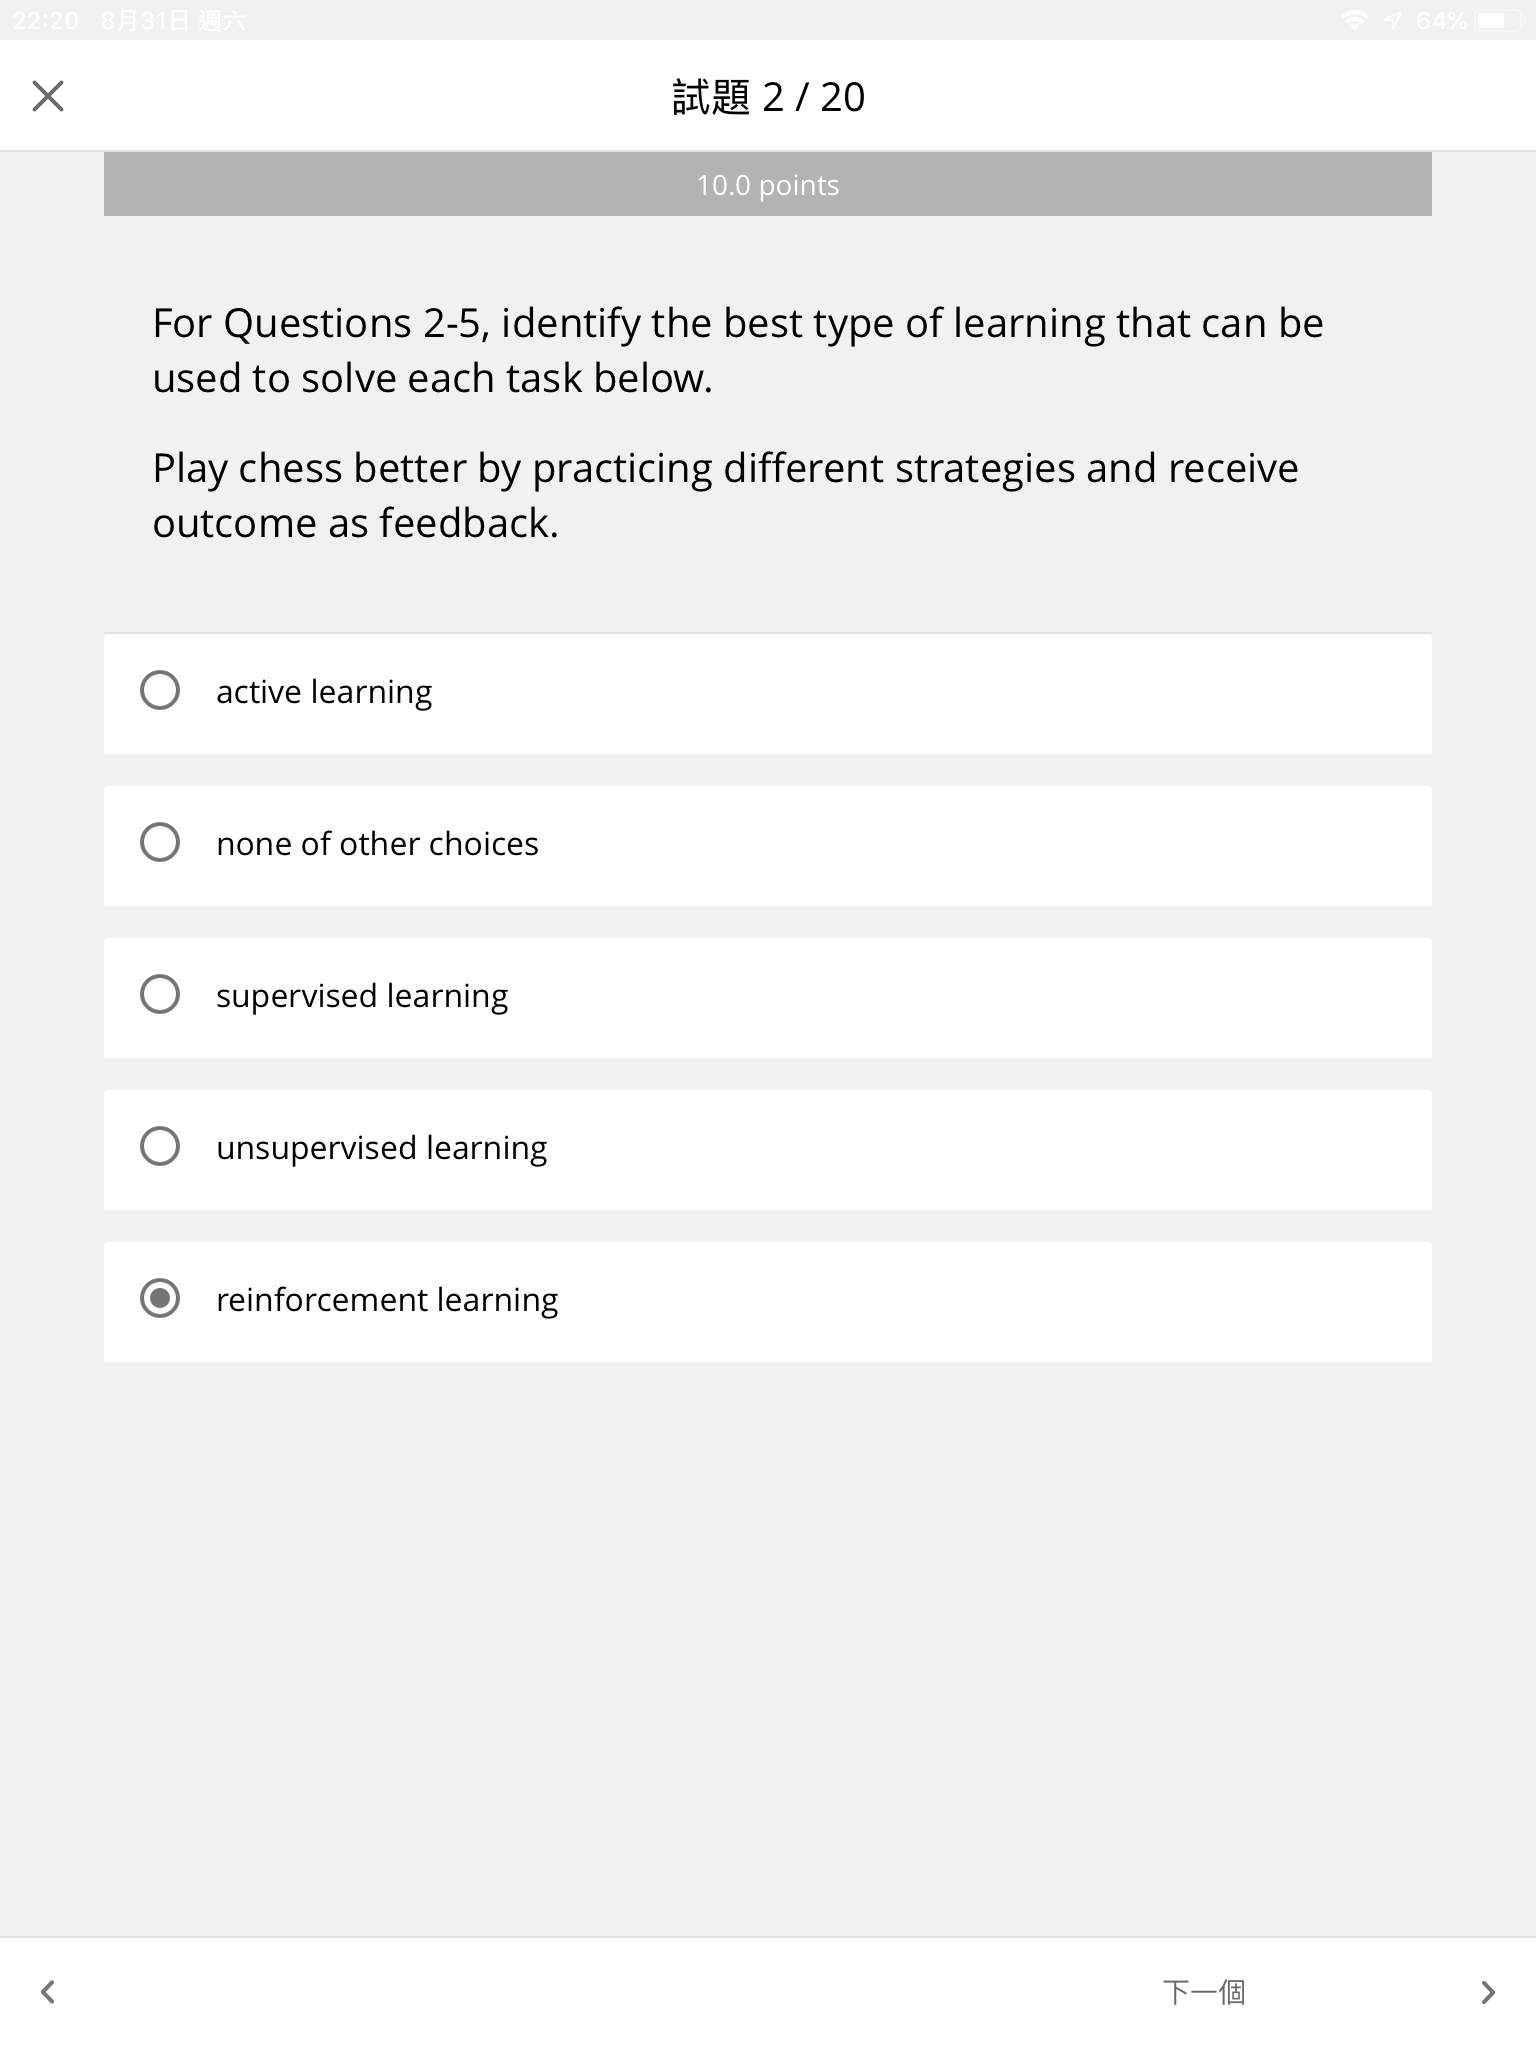 22:20 8月31日 週六 64%
試題 2 / 20
10.0 points
For Questions 2-5, identify the best type of learning that can be
used to solve each task below.
Play chess better by practicing different strategies and receive
outcome as feedback.
active learning
none of other choices
supervised learning
unsupervised learning
reinforcement learning
下一個